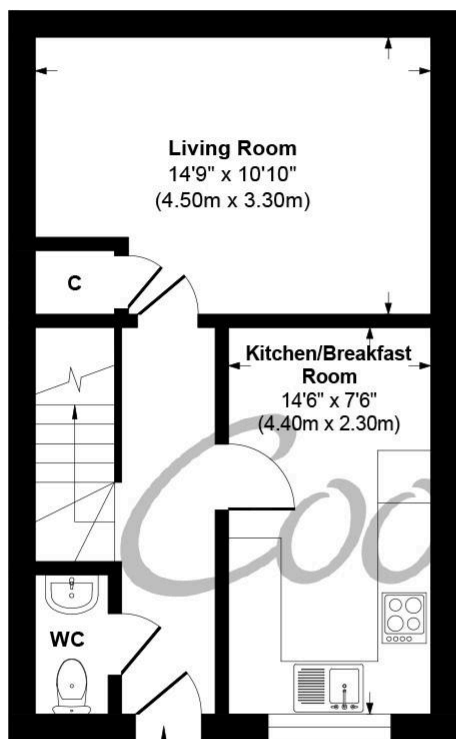 Living Room
14'9" x 10'10"
(4.50m x 3.30m)
C
Kitchen/Breakfast
Room
14'6" x 7'6"
(4.40m x 2.30m)
Coo
WC